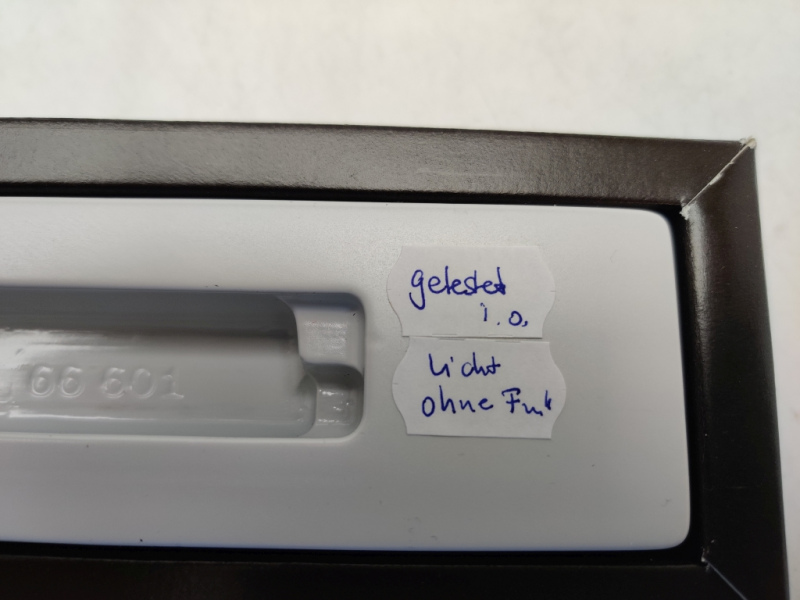 getestet
i.o.
Licht
ohne Funk
66 601